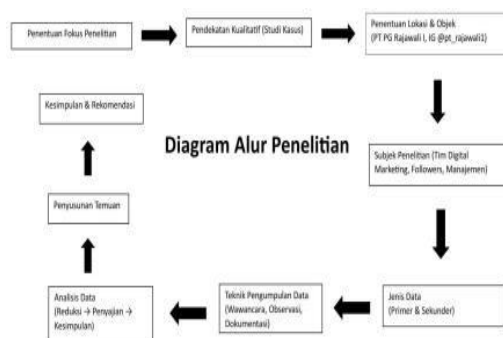 Penentuan Fokus Penelitian
Pendekatan Kualitatif (Studi Kasus)
Penentuan Lokasi & Objek
(PT PG Rajawali I, IG @pt_rajawali1)
Subjek Penelitian (Tim Digital
Marketing, Followers, Manajemen)
Jenis Data
(Primer & Sekunder)
Teknik Pengumpulan Data
(Wawancara, Observasi,
Dokumentasi)
Analisis Data
(Reduksi → Penyajian →
Kesimpulan)
Penyusunan Temuan
Kesimpulan & Rekomendasi
Diagram Alur Penelitian